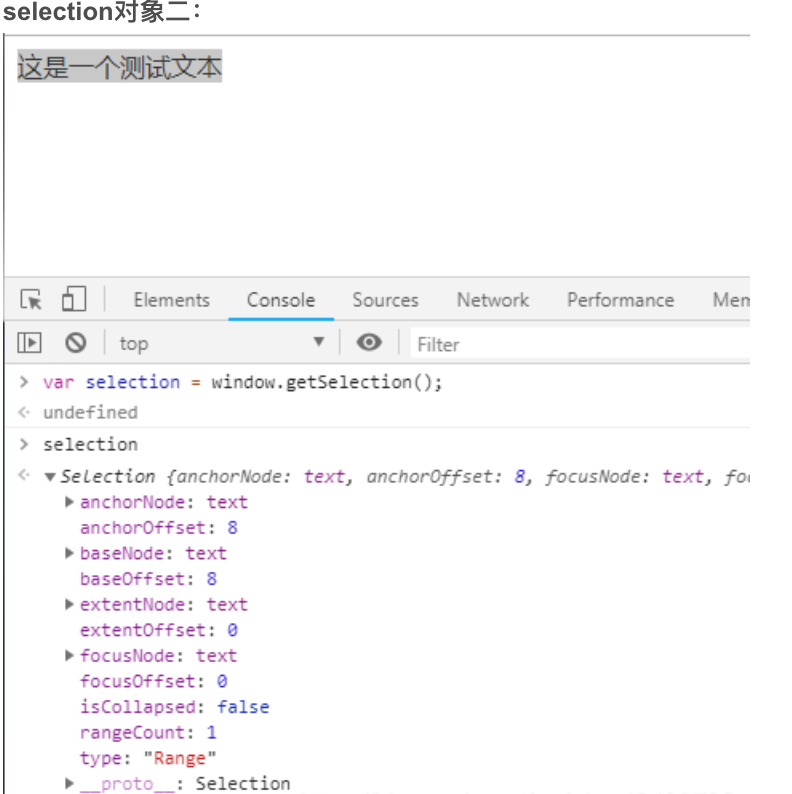 selection对象二：
这是一个测试文本
Elements Console Sources Network Performance Mem
top ▼ Filter
> var selection = window.getSelection();
<· undefined
> selection
<· ▼Selection {anchorNode: text, anchorOffset: 8, focusNode: text, foc
▶anchorNode: text
anchorOffset: 8
▶baseNode: text
baseOffset: 8
▶extentNode: text
extentOffset: 0
▶focusNode: text
focusOffset: 0
isCollapsed: false
rangeCount: 1
type: "Range"
▶__proto__: Selection